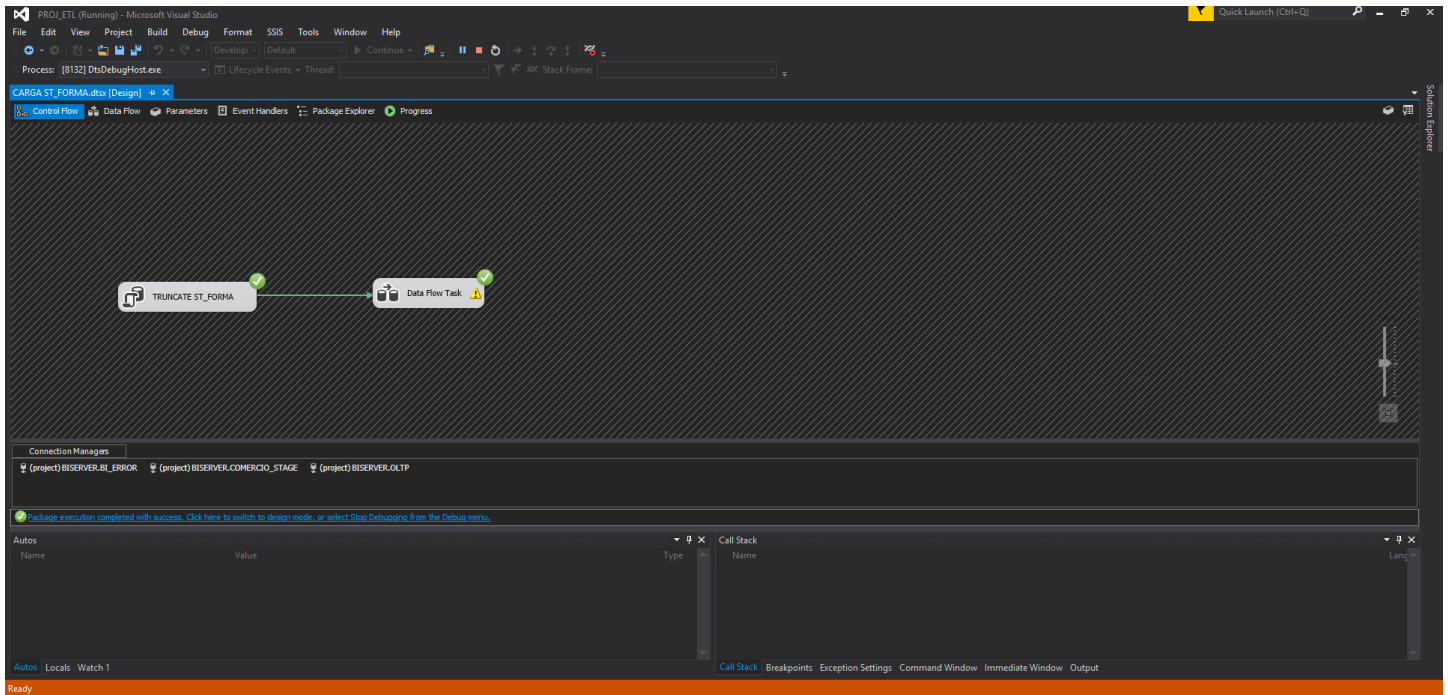 PROJ_ETL (Running) - Microsoft Visual Studio
Quick Launch (Ctrl+Q)
File Edit View Project Build Debug Format SSIS Tools Window Help
Developi Default Continue
Process: [8132] DtsDebugHost.exe Lifecycle Events Thread: Stack Frame:
CARGA ST_FORMA.dtsx [Design]
Control Flow Data Flow Parameters Event Handlers Package Explorer Progress
Solution Explorer
TRUNCATE ST_FORMA
Data Flow Task
Connection Managers
(project) BISERVER.BI_ERROR (project) BISERVER.COMERCIO_STAGE (project) BISERVER.OLTP
Package execution completed with success. Click here to switch to design mode, or select Stop Debugging from the Debug menu.
Autos
Name Value Type
Call Stack
Name Lang
Autos Locals Watch 1
Call Stack Breakpoints Exception Settings Command Window Immediate Window Output
Ready